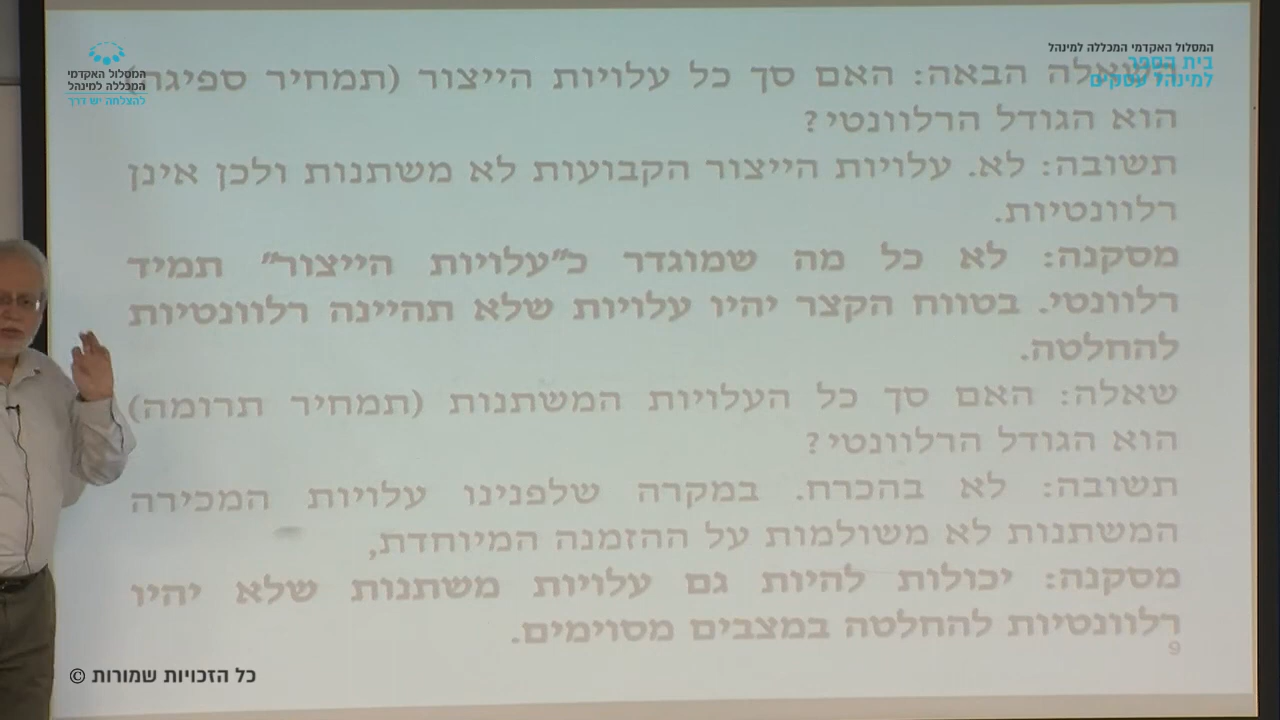 המסלול האקדמי המכללה למינהל
בית הספר
למינהל עסקים
המסלול האקדמי
המכללה למינהל
להצלחה יש דרך
השאלה הבאה: האם סך כל עלויות הייצור (תמחיר ספיגה)
הוא הגודל הרלוונטי?
תשובה: לא. עלויות הייצור הקבועות לא משתנות ולכן אינן
רלוונטיות.
מסקנה: לא כל מה שמוגדר כ"עלויות הייצור" תמיד
רלוונטי. בטווח הקצר יהיו עלויות שלא תהיינה רלוונטיות
להחלטה.
שאלה: האם סך כל העלויות המשתנות (תמחיר תרומה)
הוא הגודל הרלוונטי?
תשובה: לא בהכרח. במקרה שלפנינו עלויות המכירה
המשתנות לא משולמות על ההזמנה המיוחדת,
מסקנה: יכולות להיות גם עלויות משתנות שלא יהיו
רלוונטיות להחלטה במצבים מסוימים.
9
כל הזכויות שמורות ©